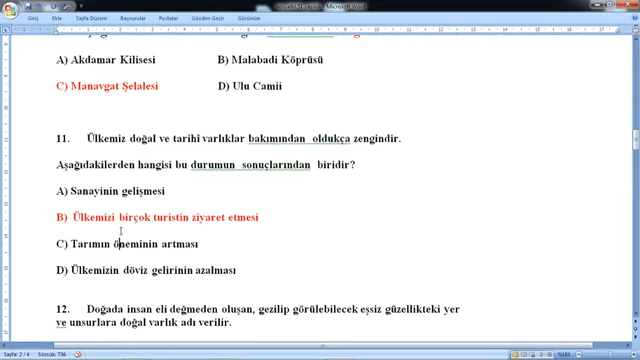 Microsoft Word
Giriş Ekle Sayfa Düzeni Başvurular Postalar Gözden Geçir Görünüm
A) Akdamar Kilisesi B) Malabadi Köprüsü
C) Manavgat Şelalesi D) Ulu Camii
11. Ülkemiz doğal ve tarihî varlıklar bakımından oldukça zengindir.
Aşağıdakilerden hangisi bu durumun sonuçlarından biridir?
A) Sanayinin gelişmesi
B) Ülkemizi birçok turistin ziyaret etmesi
C) Tarımın öneminin artması
D) Ülkemizin döviz gelirinin azalması
12. Doğada insan eli değmeden oluşan, gezilip görülebilecek eşsiz güzellikteki yer
ve unsurlara doğal varlık adı verilir.
Sayfa: 2 / 4 Sözcük: 736